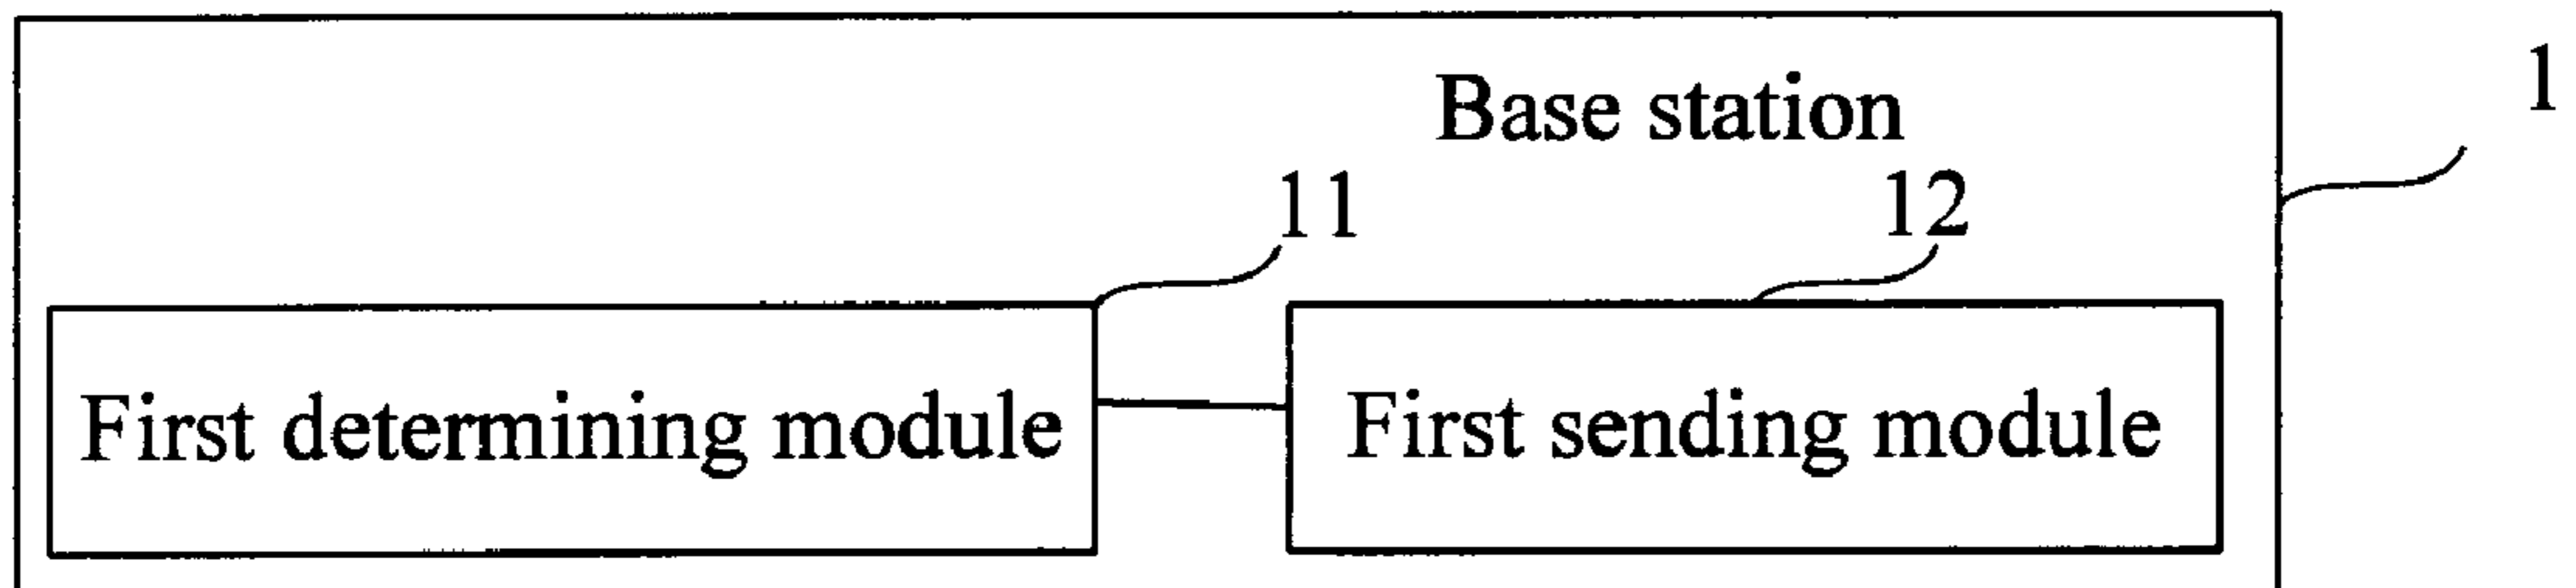 1
Base station
11
12
First determining module
First sending module